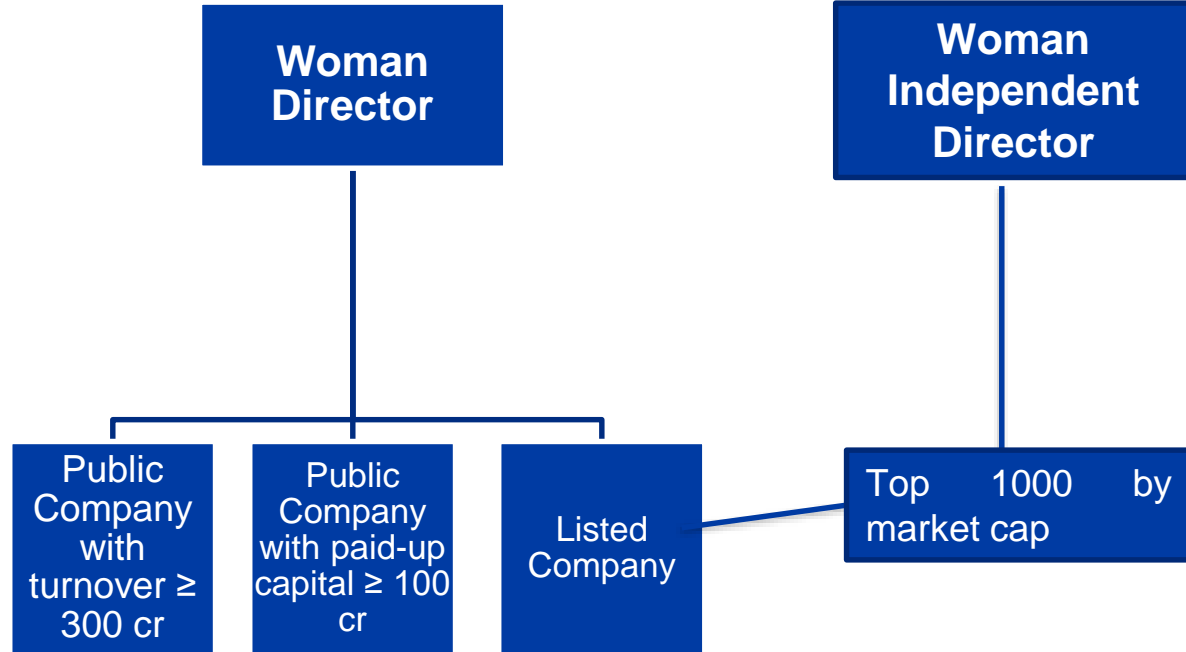 Woman
Director
Woman
Independent
Director
Public
Company
with
turnover ≥
300 cr
Public
Company
with paid-up
capital ≥ 100
cr
Listed
Company
Top 1000 by
market cap